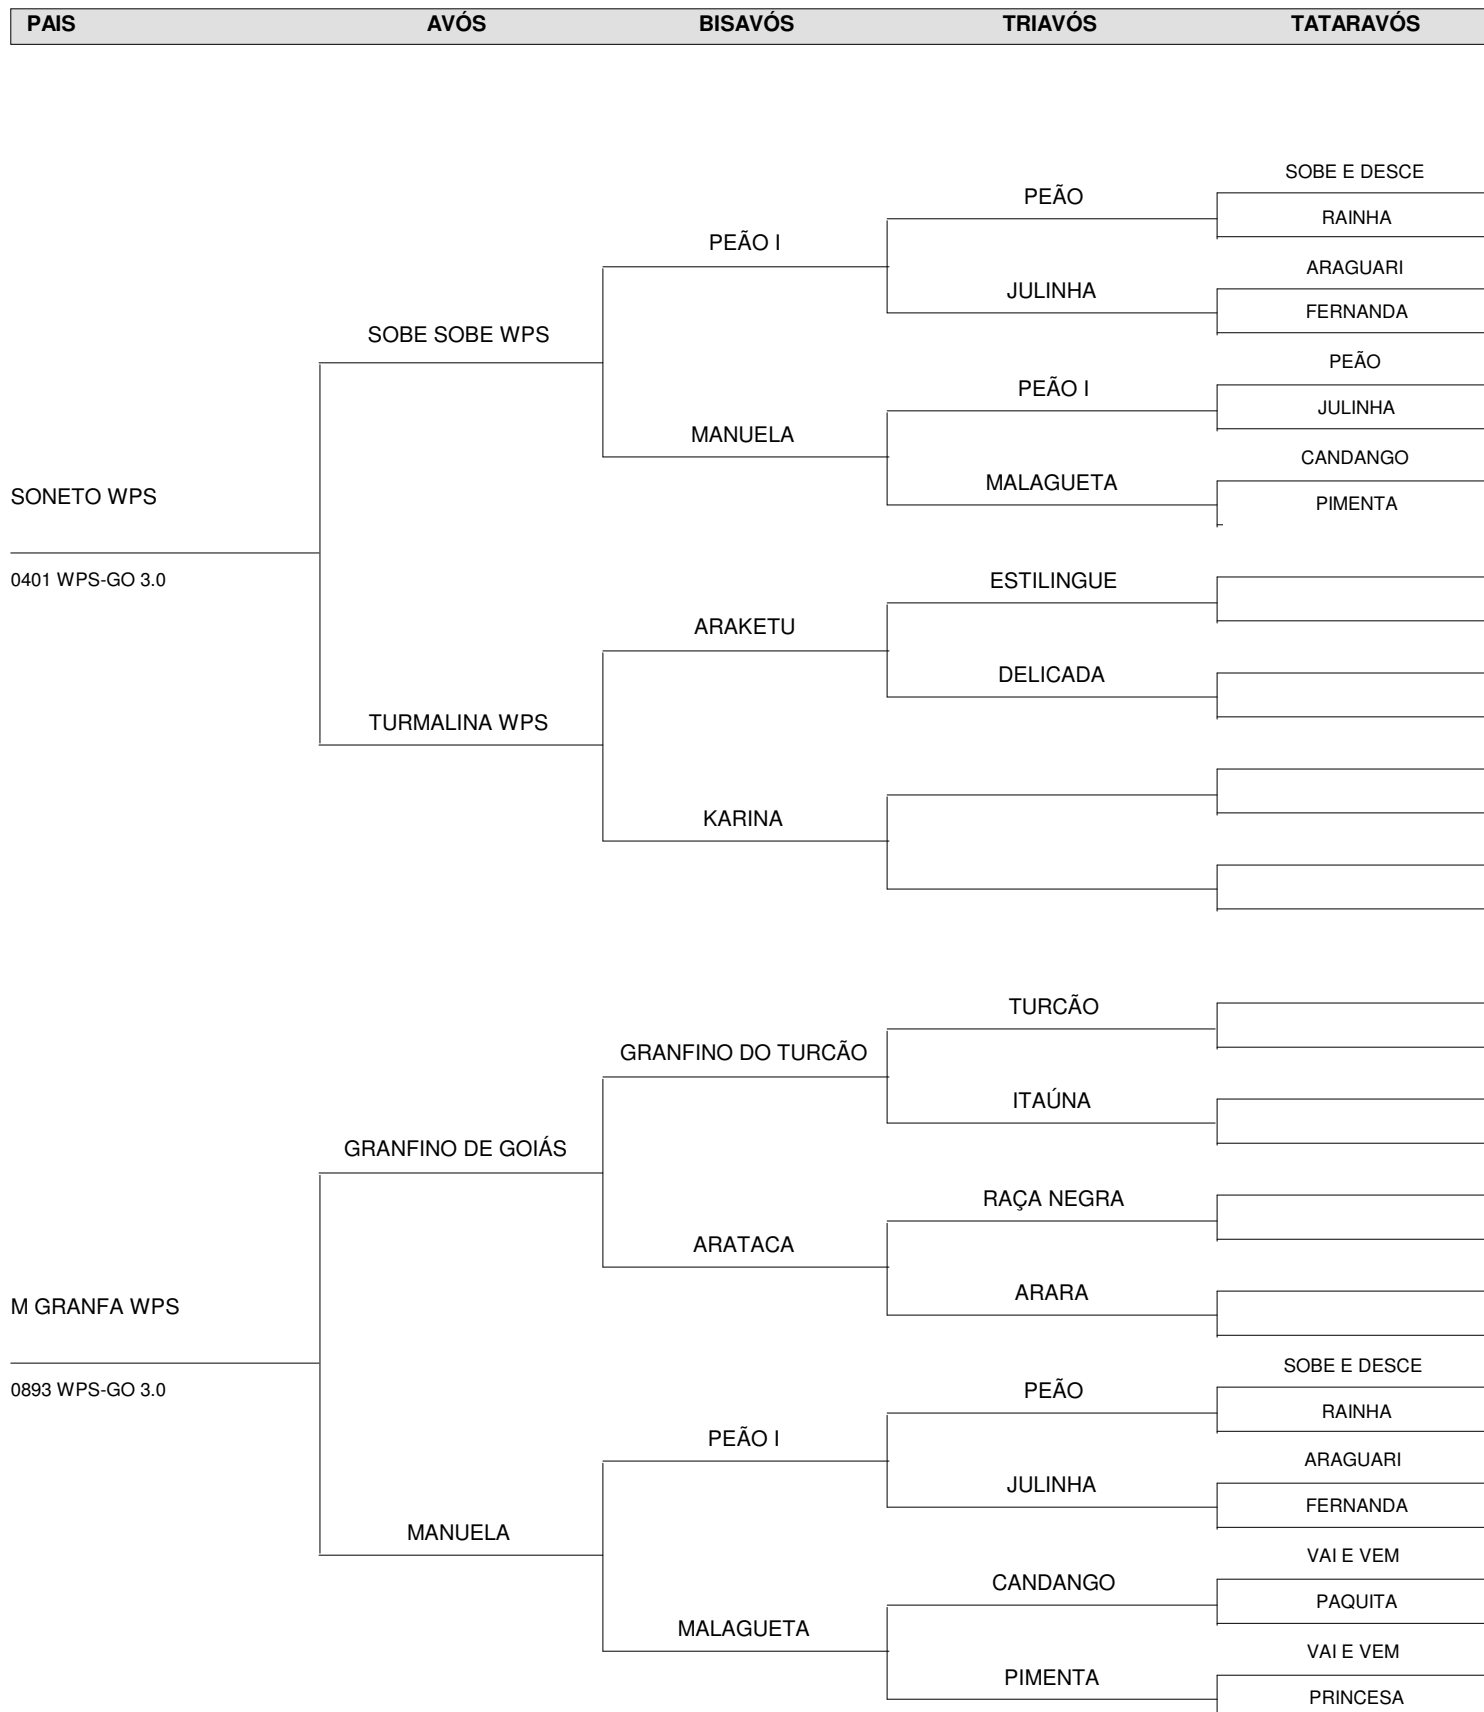 PAIS AVÓS BISAVÓS TRIAVÓS TATARAVÓS
SOBE E DESCE
PEÃO
RAINHA
PEÃO I
ARAGUARI
JULINHA
FERNANDA
SOBE SOBE WPS
PEÃO
PEÃO I
JULINHA
MANUELA
CANDANGO
MALAGUETA
SONETO WPS
PIMENTA
0401 WPS-GO 3.0
ESTILINGUE
ARAKETU
DELICADA
TURMALINA WPS
KARINA
TURCÃO
GRANFINO DO TURCÃO
ITAÚNA
GRANFINO DE GOIÁS
RAÇA NEGRA
ARATACA
ARARA
M GRANFA WPS
SOBE E DESCE
0893 WPS-GO 3.0
PEÃO
RAINHA
PEÃO I
ARAGUARI
JULINHA
FERNANDA
MANUELA
VAI E VEM
CANDANGO
PAQUITA
MALAGUETA
VAI E VEM
PIMENTA
PRINCESA